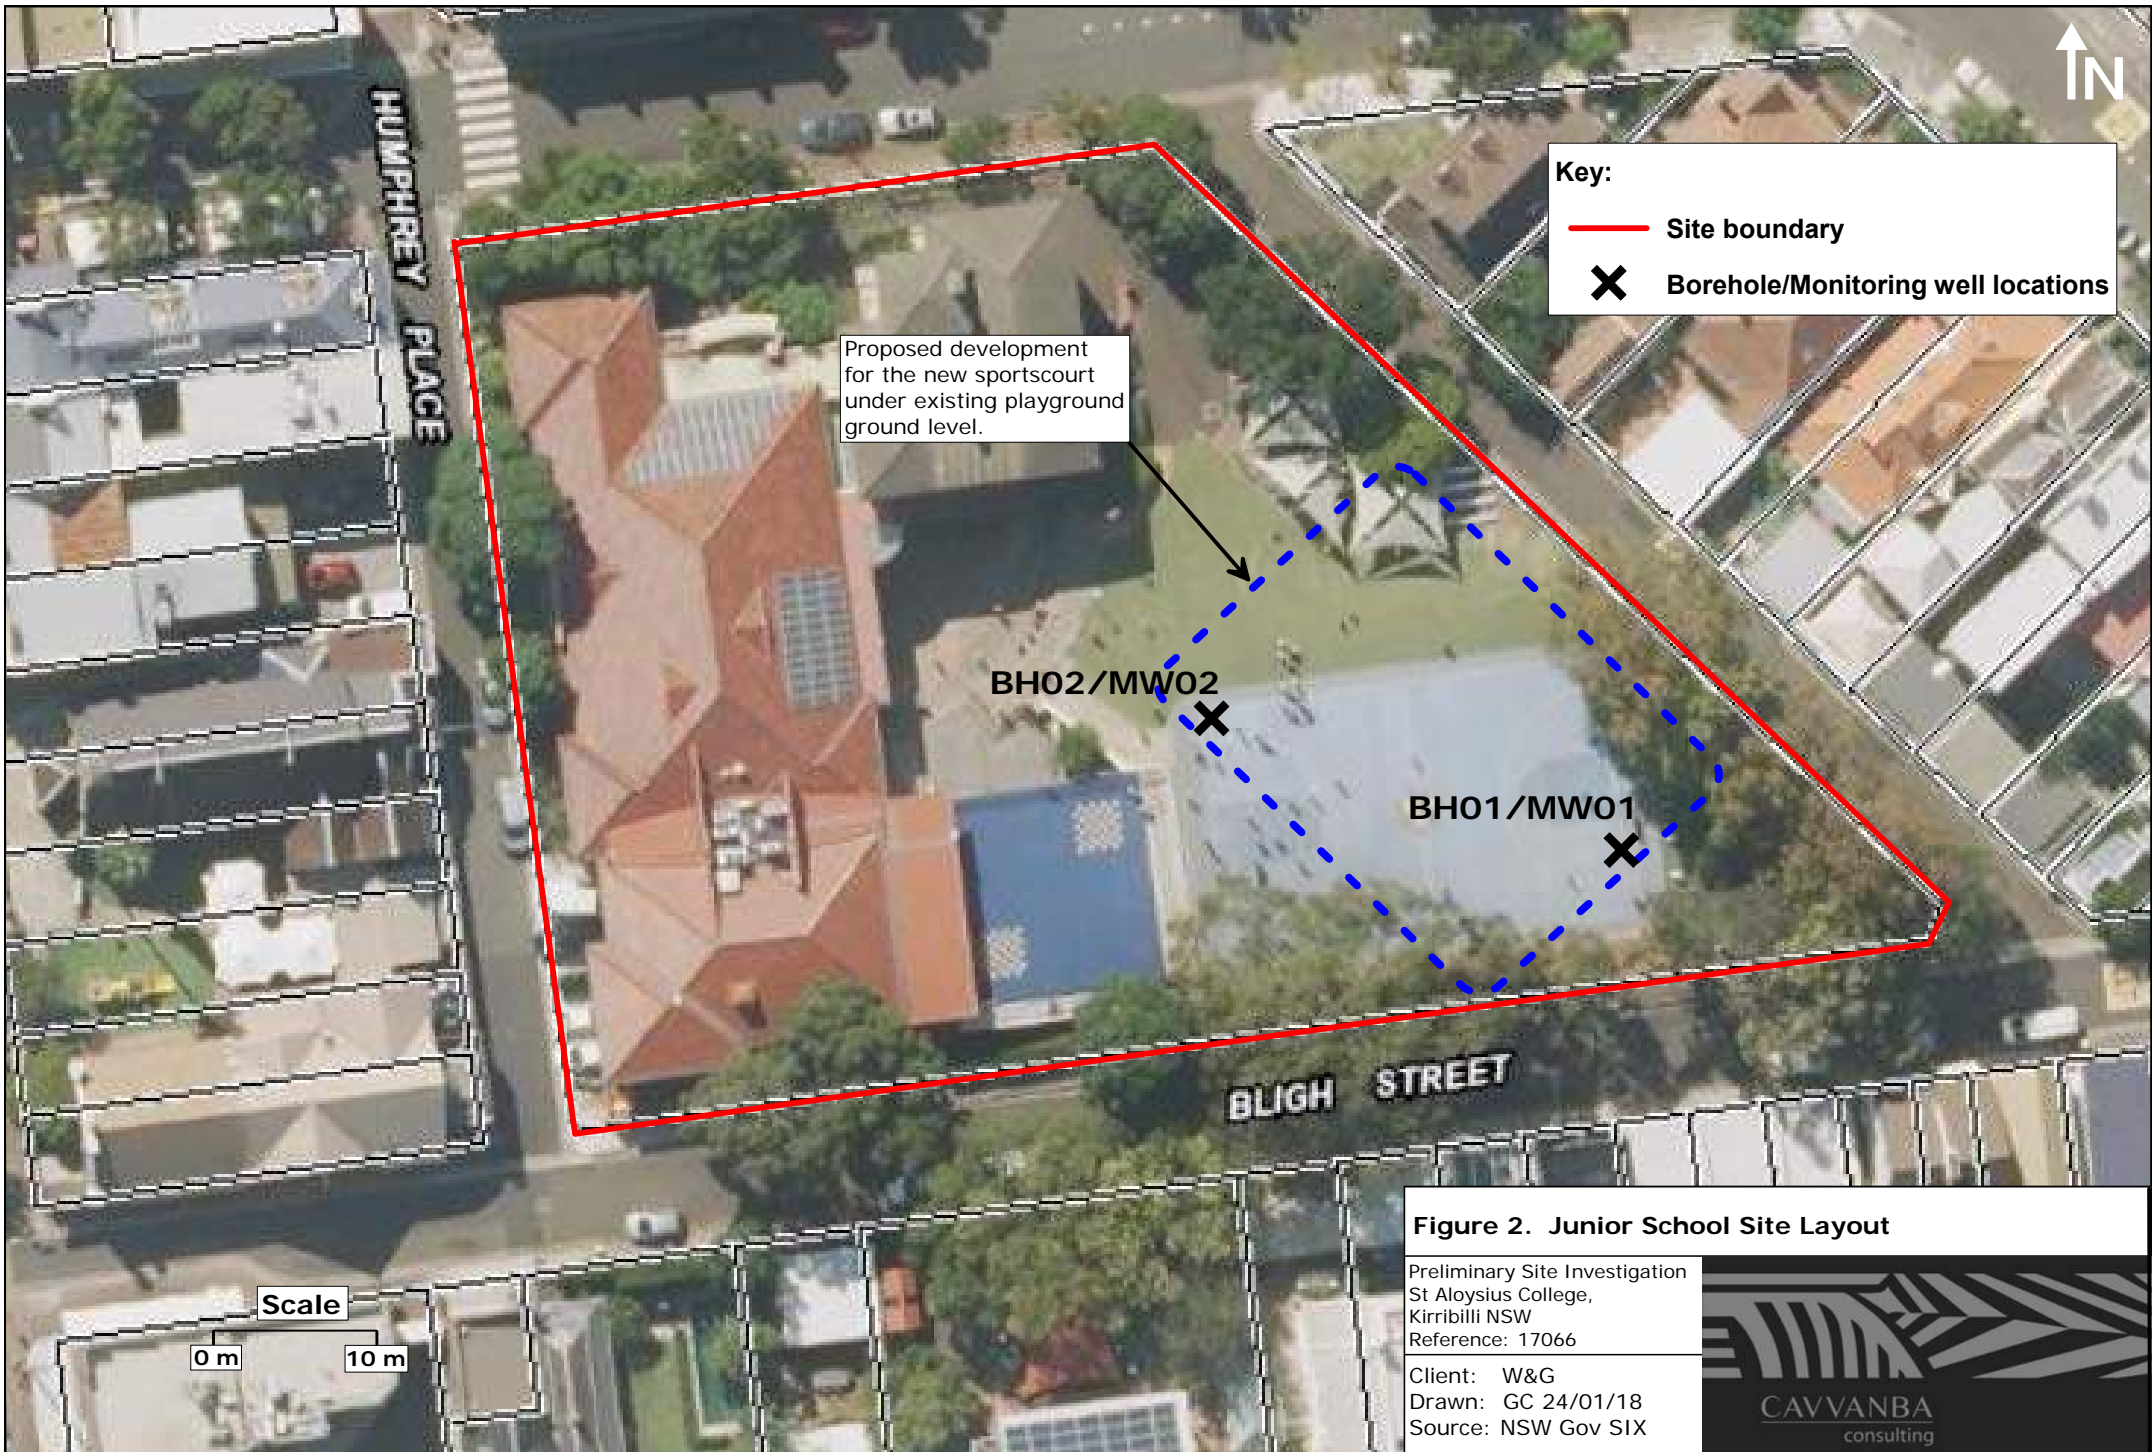 N
HUMPHREY PLACE
Key:
Site boundary
Borehole/Monitoring well locations
Proposed development
for the new sportscourt
under existing playground
ground level.
BH02/MW02
BH01/MW01
BLIGH STREET
Scale
0 m
10 m
Figure 2. Junior School Site Layout
Preliminary Site Investigation
St Aloysius College,
Kirribilli NSW
Reference: 17066
Client: W&G
Drawn: GC 24/01/18
Source: NSW Gov SIX
CAVVANBA
consulting